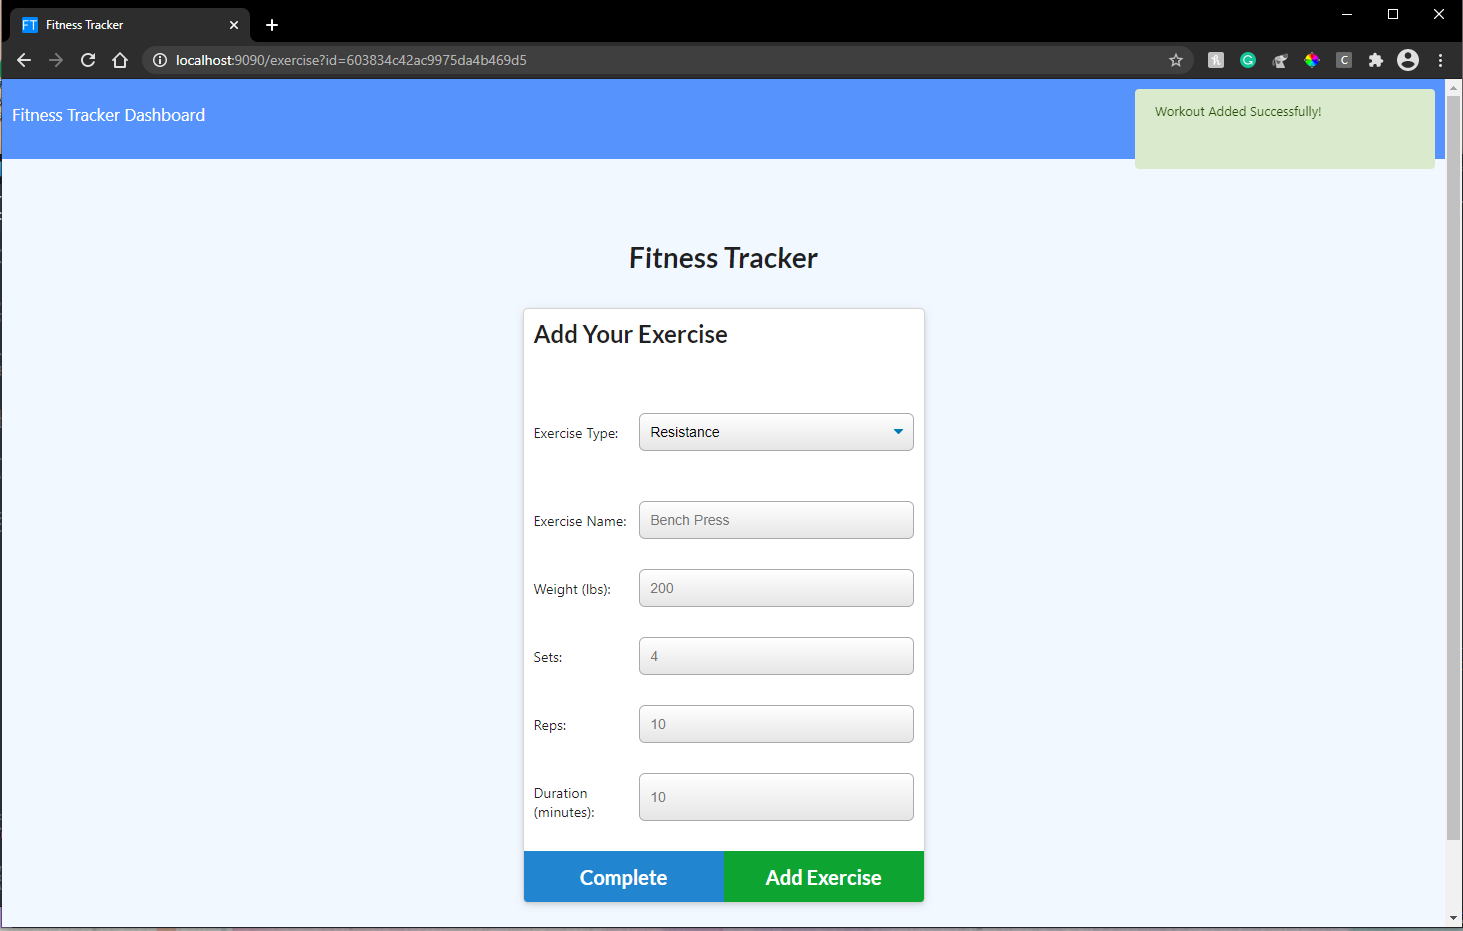 FT Fitness Tracker
localhost:9090/exercise?id=603834c42ac9975da4b469d5
Fitness Tracker Dashboard
Workout Added Successfully!
Fitness Tracker
Add Your Exercise
Exercise Type: Resistance
Exercise Name: Bench Press
Weight (lbs): 200
Sets: 4
Reps: 10
Duration
(minutes): 10
Complete Add Exercise